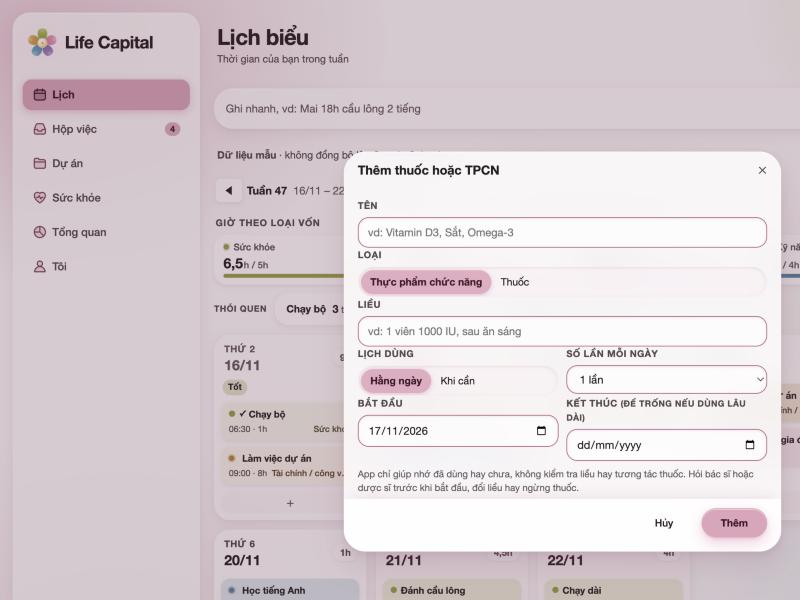 Life Capital
Lịch
Hộp việc
4
Dự án
Sức khỏe
Tổng quan
Tôi
Lịch biểu
Thời gian của bạn trong tuần
Ghi nhanh, vd: Mai 18h cầu lông 2 tiếng
Dữ liệu mẫu · không đồng bộ
Tuần 47 16/11 – 22
GIỜ THEO LOẠI VỐN
Sức khỏe
6,5h / 5h
/ 4h
THÓI QUEN
Chạy bộ 3
THỨ 2
16/11
Tốt
✓ Chạy bộ
06:30 · 1h
Làm việc dự án
09:00 · 8h Tài chính / công v…
+
THỨ 6
20/11
1h
Học tiếng Anh
21/11
4,5h
Đánh cầu lông
22/11
4h
Chạy dài
Thêm thuốc hoặc TPCN
×
TÊN
vd: Vitamin D3, Sắt, Omega-3
LOẠI
Thực phẩm chức năng
Thuốc
LIỀU
vd: 1 viên 1000 IU, sau ăn sáng
LỊCH DÙNG
Hằng ngày
Khi cần
SỐ LẦN MỖI NGÀY
1 lần
BẮT ĐẦU
17/11/2026
KẾT THÚC (ĐỂ TRỐNG NẾU DÙNG LÂU
DÀI)
dd/mm/yyyy
App chỉ giúp nhớ đã dùng hay chưa, không kiểm tra liều hay tương tác thuốc. Hỏi bác sĩ hoặc
dược sĩ trước khi bắt đầu, đổi liều hay ngừng thuốc.
Hủy
Thêm